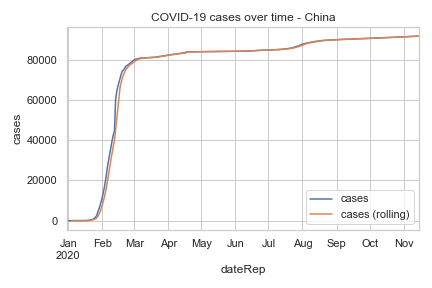 COVID-19 cases over time - China
cases
80000
60000
40000
20000
0
cases
cases (rolling)
Jan Feb Mar Apr May Jun Jul Aug Sep Oct Nov
2020
dateRep